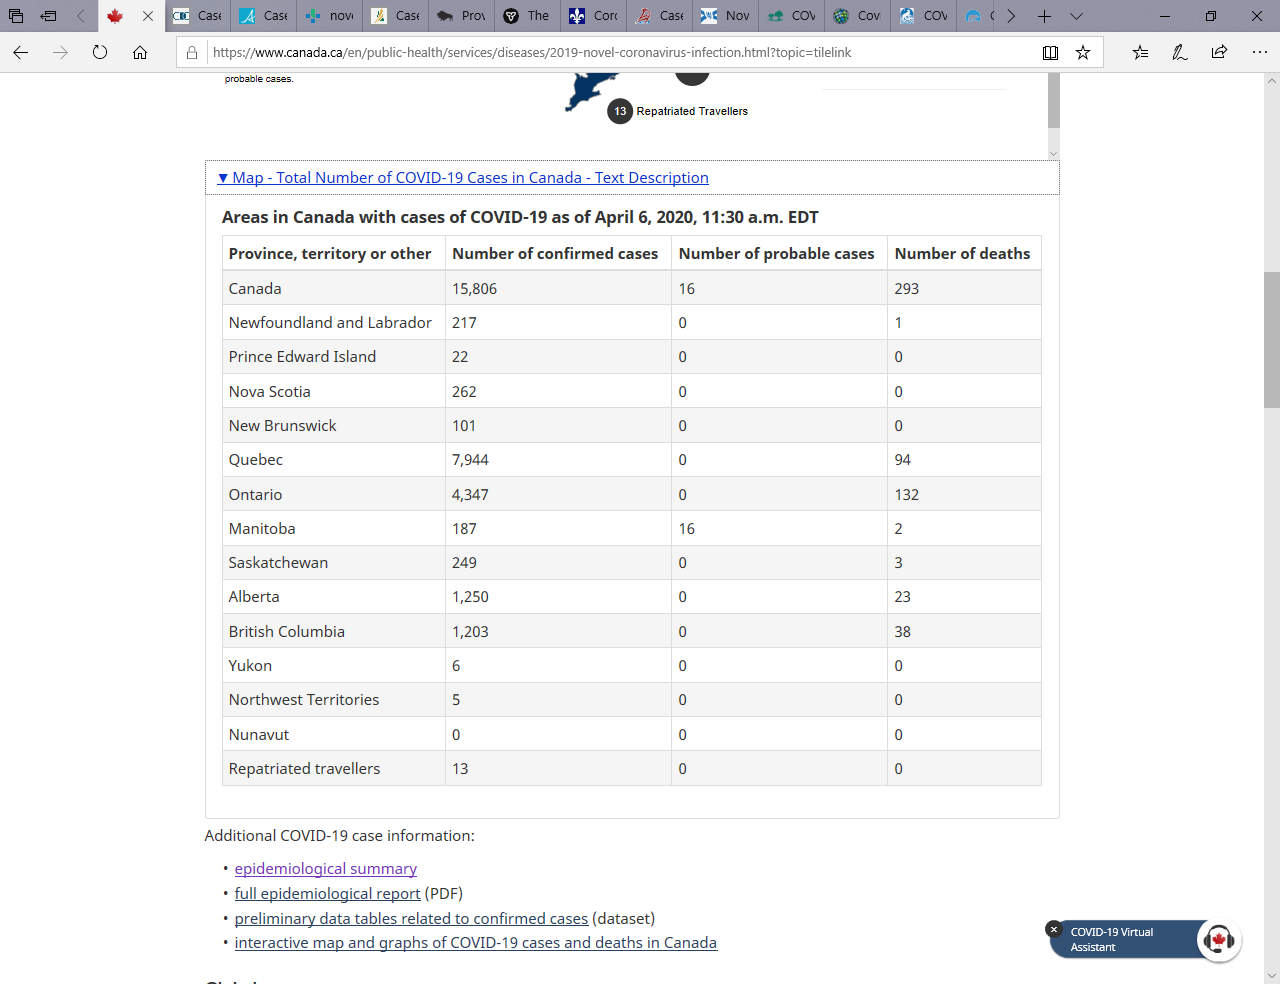 Case
Case
nov
Case
Prov
The
Corc
Case
Nov
COV
Cov
COV
https://www.canada.ca/en/public-health/services/diseases/2019-novel-coronavirus-infection.html?topic=tilelink
probable cases.
13 Repatriated Travellers
▼ Map - Total Number of COVID-19 Cases in Canada - Text Description
Areas in Canada with cases of COVID-19 as of April 6, 2020, 11:30 a.m. EDT
Province, territory or other Number of confirmed cases Number of probable cases Number of deaths
Canada 15,806 16 293
Newfoundland and Labrador 217 0 1
Prince Edward Island 22 0 0
Nova Scotia 262 0 0
New Brunswick 101 0 0
Quebec 7,944 0 94
Ontario 4,347 0 132
Manitoba 187 16 2
Saskatchewan 249 0 3
Alberta 1,250 0 23
British Columbia 1,203 0 38
Yukon 6 0 0
Northwest Territories 5 0 0
Nunavut 0 0 0
Repatriated travellers 13 0 0
Additional COVID-19 case information:
• epidemiological summary
• full epidemiological report (PDF)
• preliminary data tables related to confirmed cases (dataset)
• interactive map and graphs of COVID-19 cases and deaths in Canada
COVID-19 Virtual
Assistant